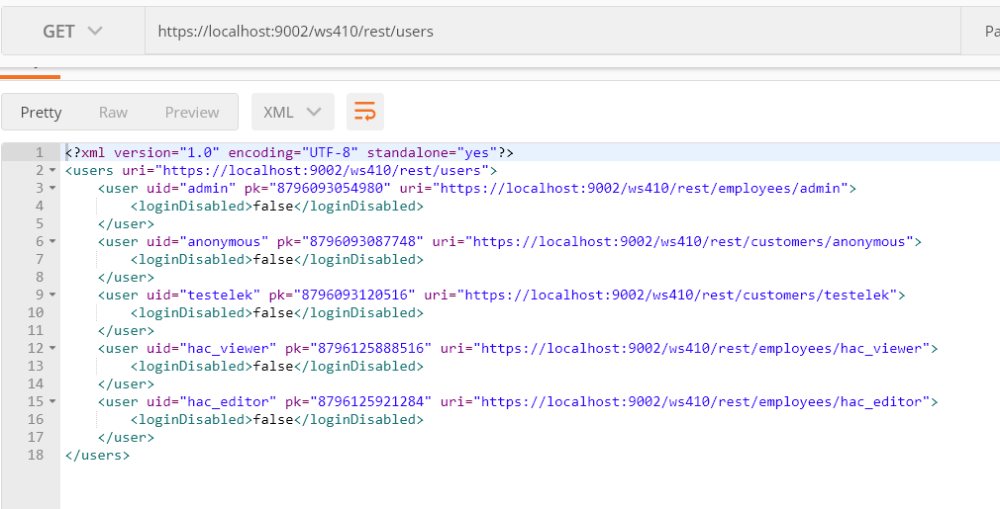 GET https://localhost:9002/ws410/rest/users Pa
Pretty Raw Preview XML
1 <?xml version="1.0" encoding="UTF-8" standalone="yes"?>
2 <users uri="https://localhost:9002/ws410/rest/users">
3 <user uid="admin" pk="8796093054980" uri="https://localhost:9002/ws410/rest/employees/admin">
4 <loginDisabled>false</loginDisabled>
5 </user>
6 <user uid="anonymous" pk="8796093087748" uri="https://localhost:9002/ws410/rest/customers/anonymous">
7 <loginDisabled>false</loginDisabled>
8 </user>
9 <user uid="testelek" pk="8796093120516" uri="https://localhost:9002/ws410/rest/customers/testelek">
10 <loginDisabled>false</loginDisabled>
11 </user>
12 <user uid="hac_viewer" pk="8796125888516" uri="https://localhost:9002/ws410/rest/employees/hac_viewer">
13 <loginDisabled>false</loginDisabled>
14 </user>
15 <user uid="hac_editor" pk="8796125921284" uri="https://localhost:9002/ws410/rest/employees/hac_editor">
16 <loginDisabled>false</loginDisabled>
17 </user>
18 </users>